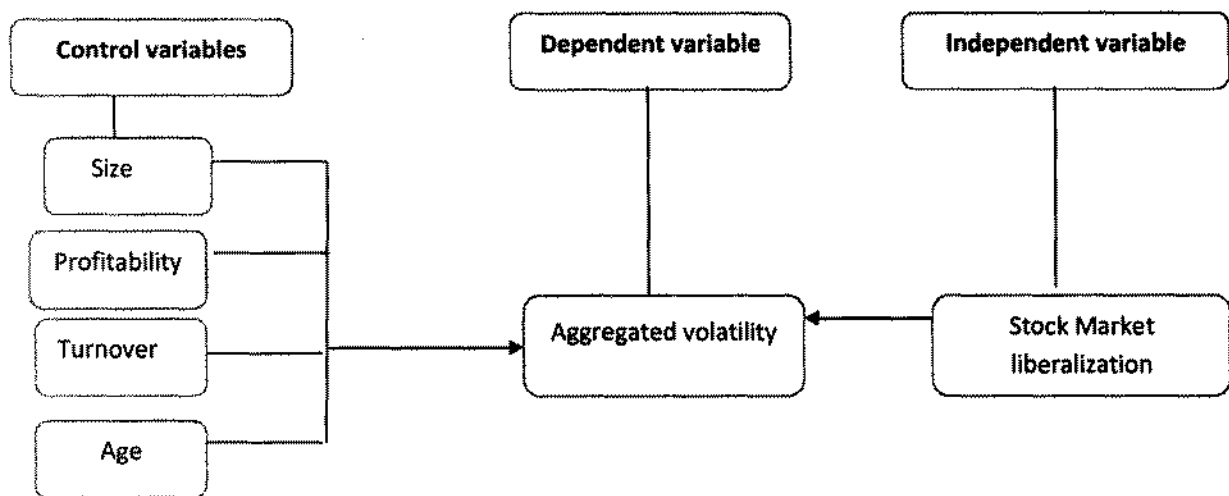 Control variables
Dependent variable
Independent variable
Size
Profitability
Turnover
Age
Aggregated volatility
Stock Market
liberalization